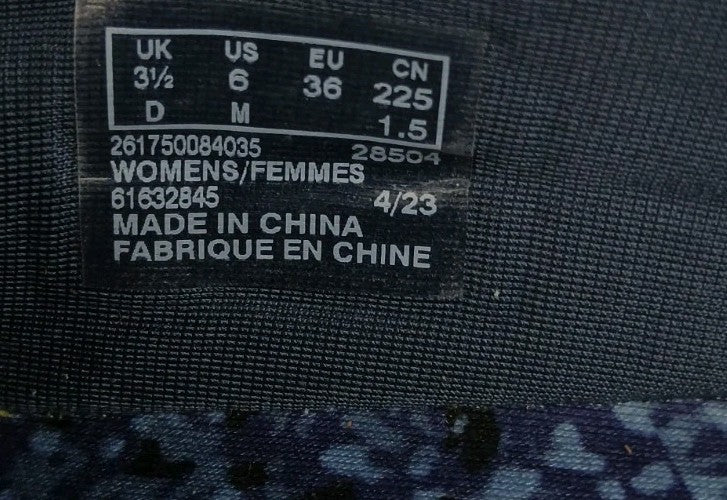 UK US EU CN
3½ 6 36 225
D M 1.5
261750084035 28504
WOMENS/FEMMES
61632845 4/23
MADE IN CHINA
FABRIQUE EN CHINE